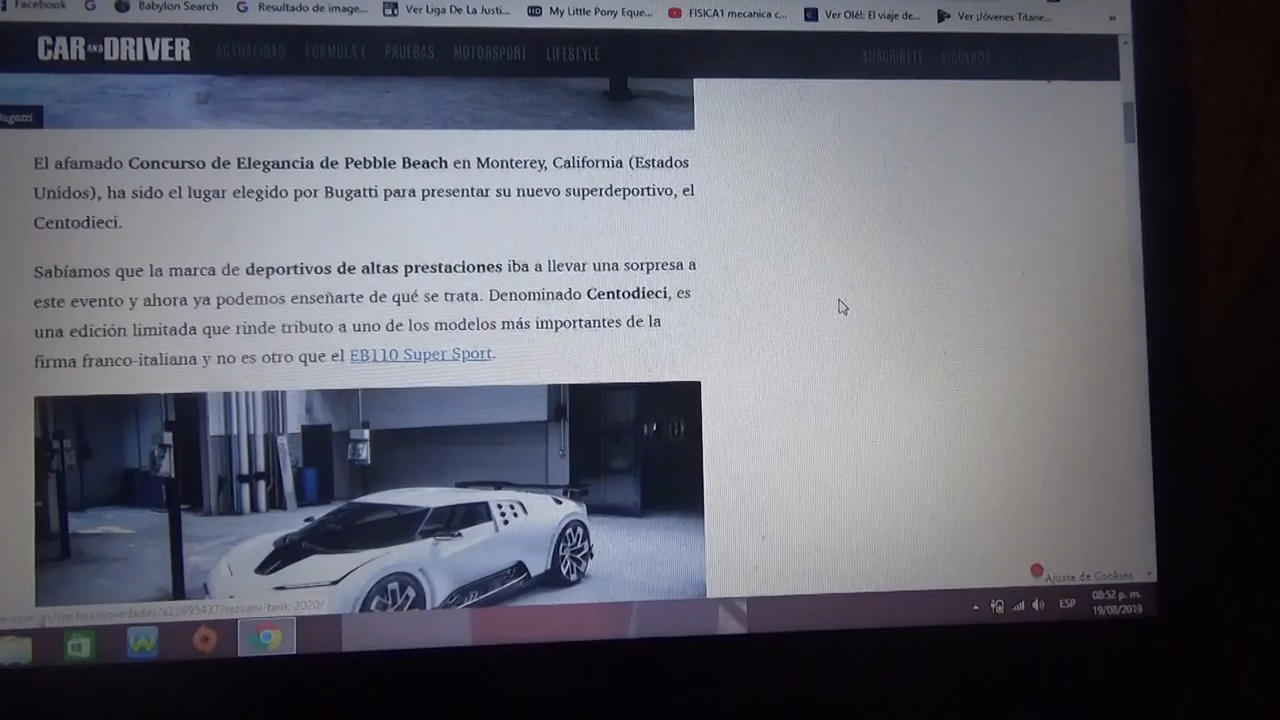 Facebook
Babylon Search
Resultado de image...
Ver Liga De La Justi...
My Little Pony Eque...
FISICA1 mecanica c...
Ver Olé!: El viaje de...
Ver ¡Jóvenes Titane...
»
CAR AND DRIVER
ACTUALIDAD
FORMULA 1
PRUEBAS
MOTORSPORT
LIFESTYLE
SUSCRÍBETE
SÍGUENOS
Bugatti
El afamado Concurso de Elegancia de Pebble Beach en Monterey, California (Estados
Unidos), ha sido el lugar elegido por Bugatti para presentar su nuevo superdeportivo, el
Centodieci.
Sabíamos que la marca de deportivos de altas prestaciones iba a llevar una sorpresa a
este evento y ahora ya podemos enseñarte de qué se trata. Denominado Centodieci, es
una edición limitada que rinde tributo a uno de los modelos más importantes de la
firma franco-italiana y no es otro que el EB110 Super Sport.
Ajuste de Cookies
ESP
08:52 p. m.
19/08/2019